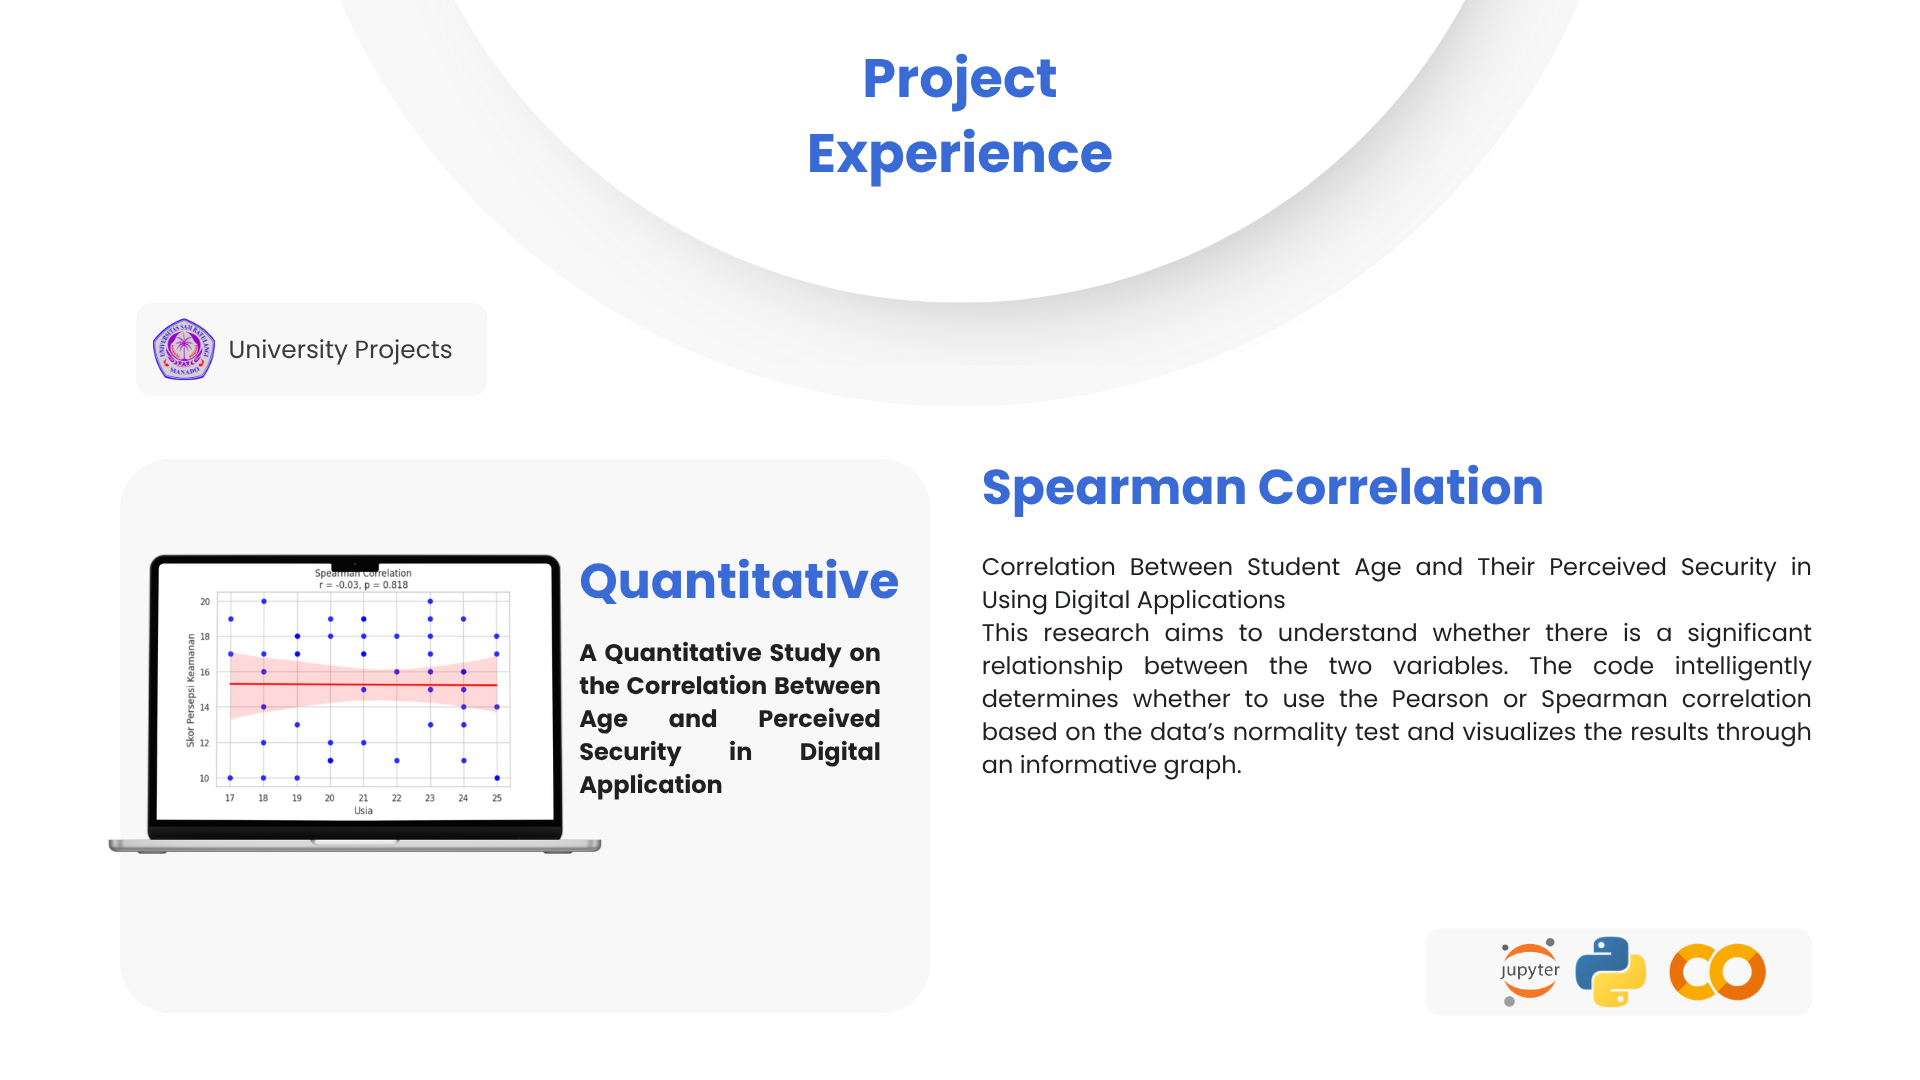 Project
Experience
UNIVERSITAS SAM RATULANGI
MANADO
University Projects
Spearman Correlation
r = -0.03, p = 0.818
Skor Persepsi Keamanan
20
18
16
14
12
10
17 18 19 20 21 22 23 24 25
Usia
Quantitative
A Quantitative Study on
the Correlation Between
Age and Perceived
Security in Digital
Application
Spearman Correlation
Correlation Between Student Age and Their Perceived Security in
Using Digital Applications
This research aims to understand whether there is a significant
relationship between the two variables. The code intelligently
determines whether to use the Pearson or Spearman correlation
based on the data’s normality test and visualizes the results through
an informative graph.
jupyter